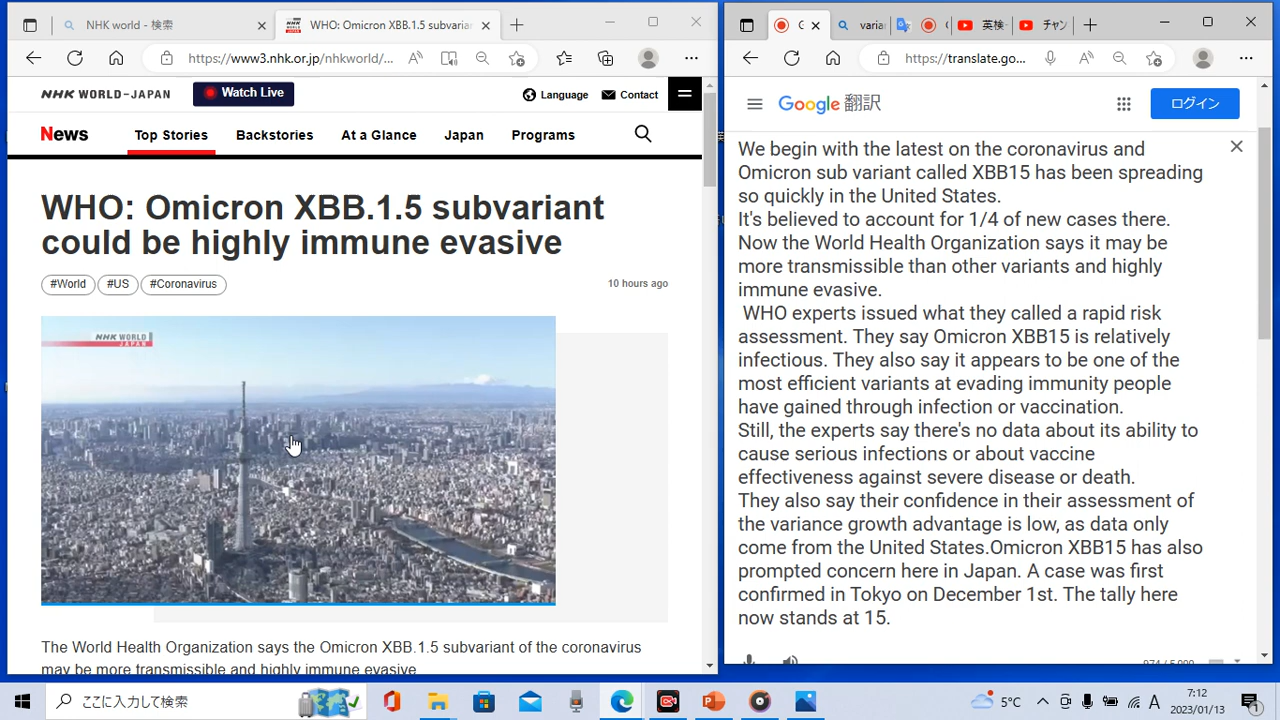 NHK world - 検索
WHO: Omicron XBB.1.5 subvarian
https://www3.nhk.or.jp/nhkworld/...
NHK WORLD-JAPAN
Watch Live
Language
Contact
News
Top Stories
Backstories
At a Glance
Japan
Programs
WHO: Omicron XBB.1.5 subvariant
could be highly immune evasive
#World
#US
#Coronavirus
10 hours ago
NHK WORLD
JAPAN
The World Health Organization says the Omicron XBB.1.5 subvariant of the coronavirus
may be more transmissible and highly immune evasive
varia
英検
チャン
https://translate.go...
Google 翻訳
ログイン
We begin with the latest on the coronavirus and
Omicron sub variant called XBB15 has been spreading
so quickly in the United States.
It's believed to account for 1/4 of new cases there.
Now the World Health Organization says it may be
more transmissible than other variants and highly
immune evasive.
WHO experts issued what they called a rapid risk
assessment. They say Omicron XBB15 is relatively
infectious. They also say it appears to be one of the
most efficient variants at evading immunity people
have gained through infection or vaccination.
Still, the experts say there's no data about its ability to
cause serious infections or about vaccine
effectiveness against severe disease or death.
They also say their confidence in their assessment of
the variance growth advantage is low, as data only
come from the United States.Omicron XBB15 has also
prompted concern here in Japan. A case was first
confirmed in Tokyo on December 1st. The tally here
now stands at 15.
974 / 5,000
ここに入力して検索
5°C
A
7:12
2023/01/13